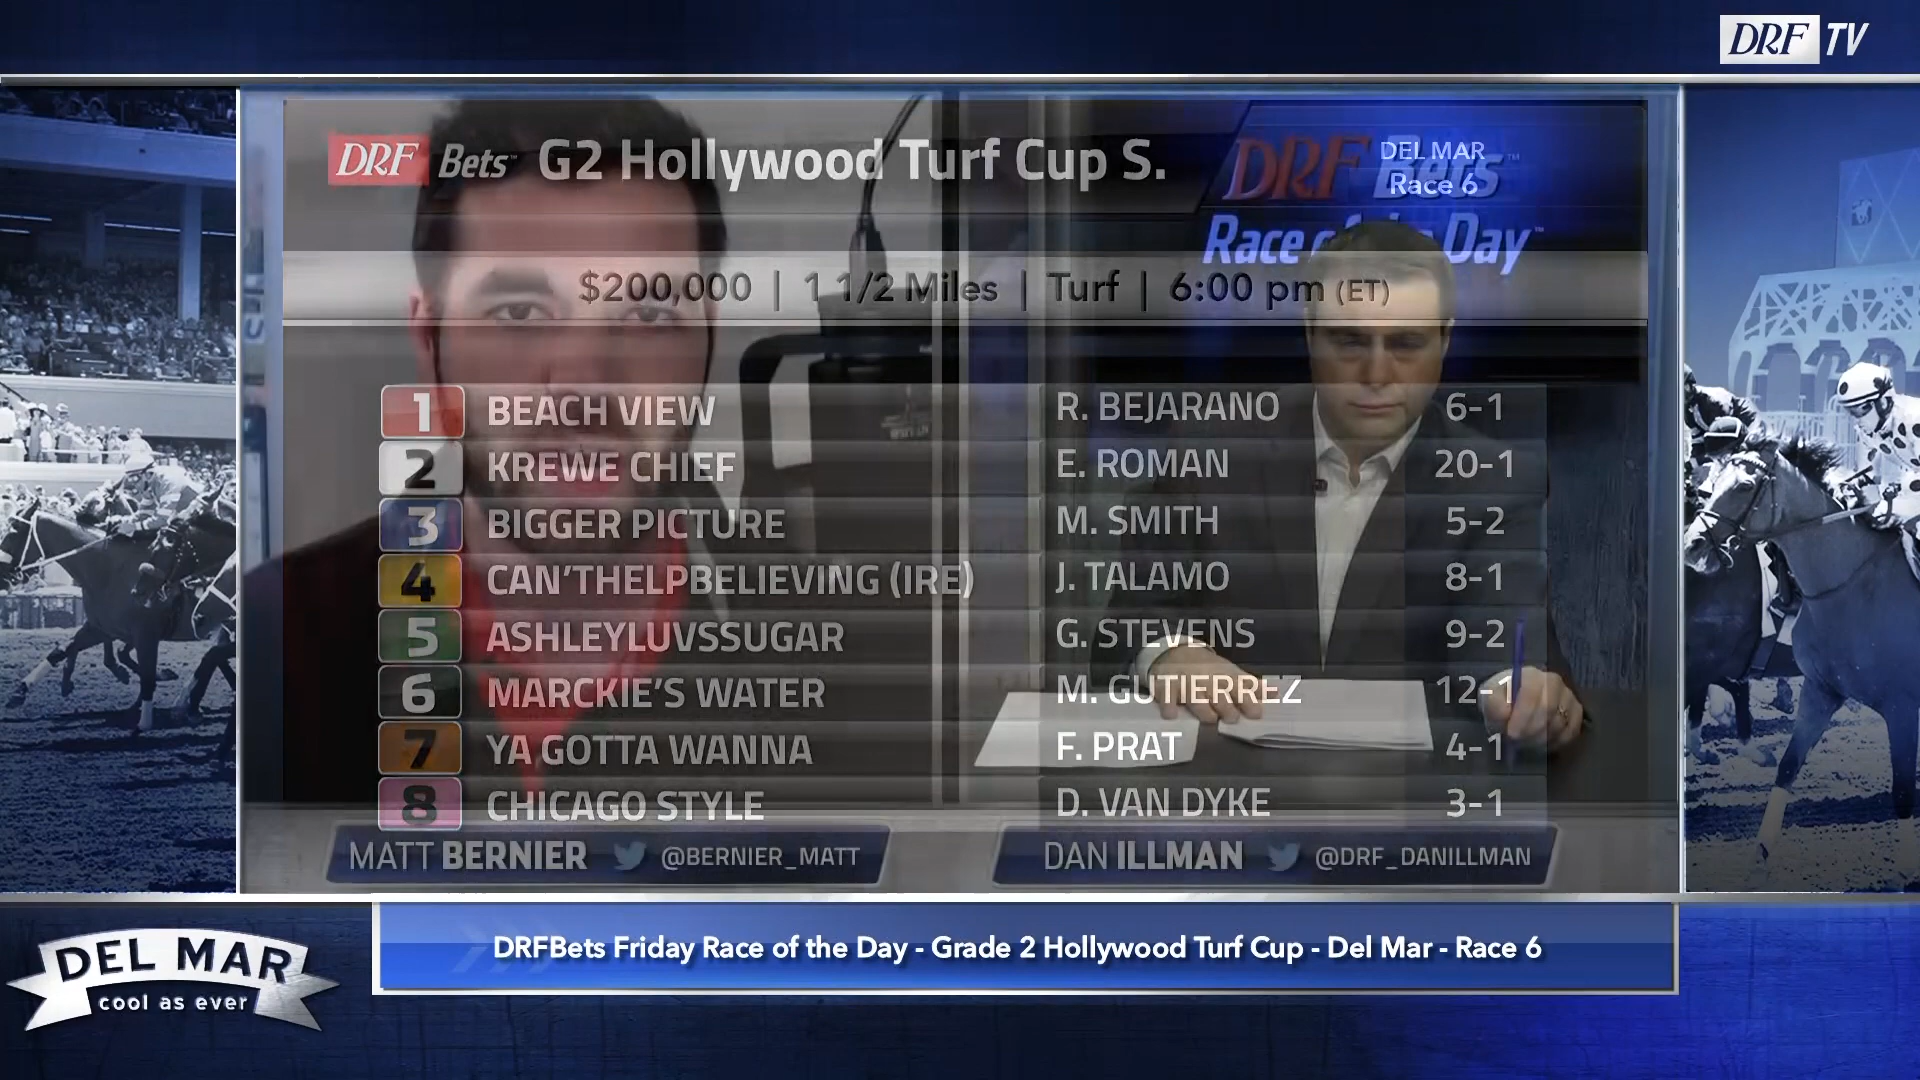 DRF TV
DRF Bets™ G2 Hollywood Turf Cup S.
DRF Bets™
DEL MAR
Race 6
Race Day™
$200,000 | 1 1/2 Miles | Turf | 6:00 pm (ET)
1 BEACH VIEW R. BEJARANO 6-1
2 KREWE CHIEF E. ROMAN 20-1
3 BIGGER PICTURE M. SMITH 5-2
4 CAN'THELPBELIEVING (IRE) J. TALAMO 8-1
5 ASHLEYLUVSSUGAR G. STEVENS 9-2
6 MARCKIE'S WATER M. GUTIERREZ 12-1
7 YA GOTTA WANNA F. PRAT 4-1
8 CHICAGO STYLE D. VAN DYKE 3-1
MATT BERNIER @BERNIER_MATT
DAN ILLMAN @DRF_DANILLMAN
DRFBets Friday Race of the Day - Grade 2 Hollywood Turf Cup - Del Mar - Race 6
DEL MAR
cool as ever